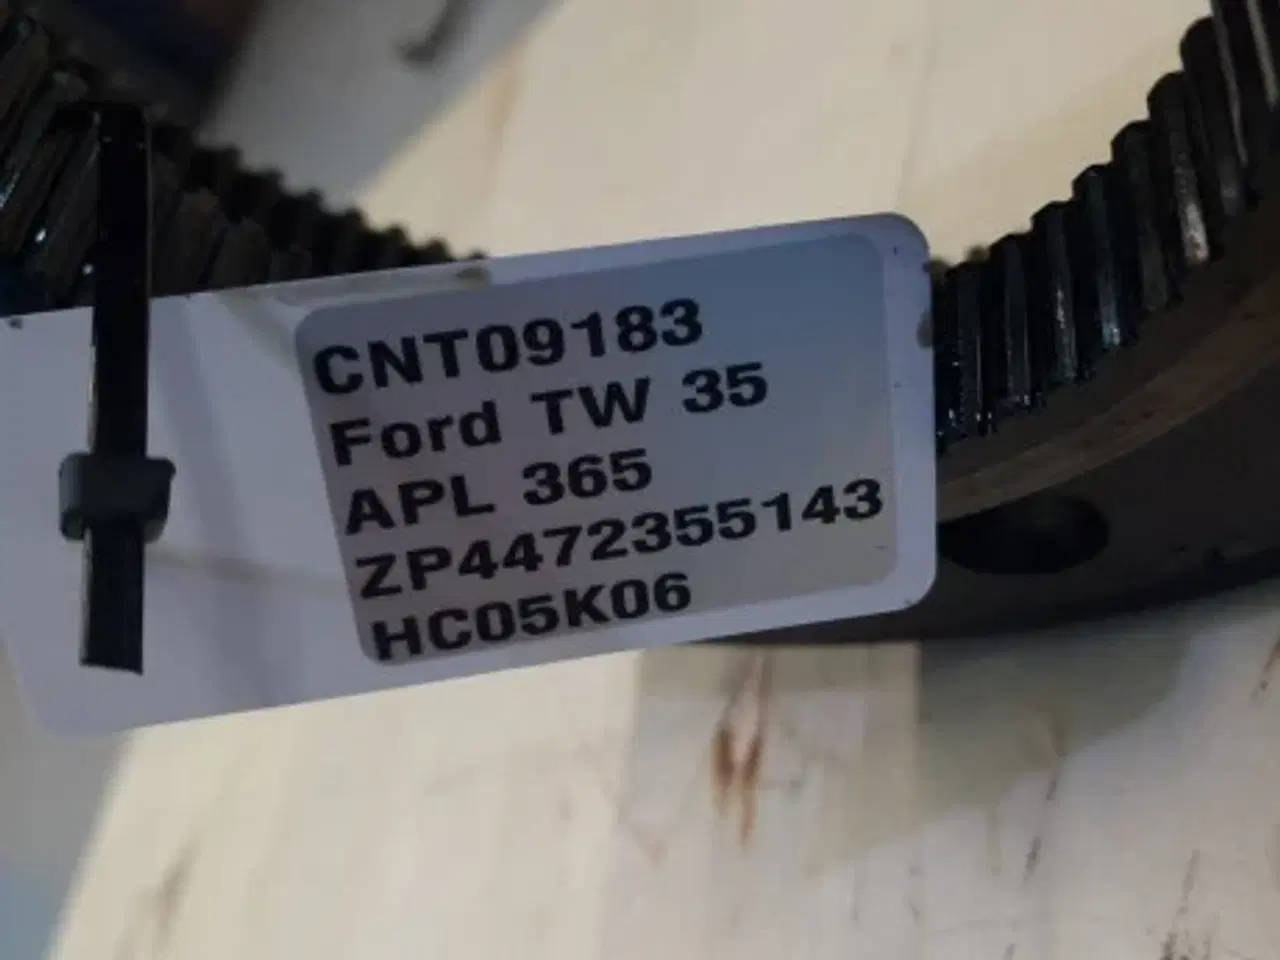 CNT09183
Ford TW 35
APL 365
ZP4472355143
HC05K06